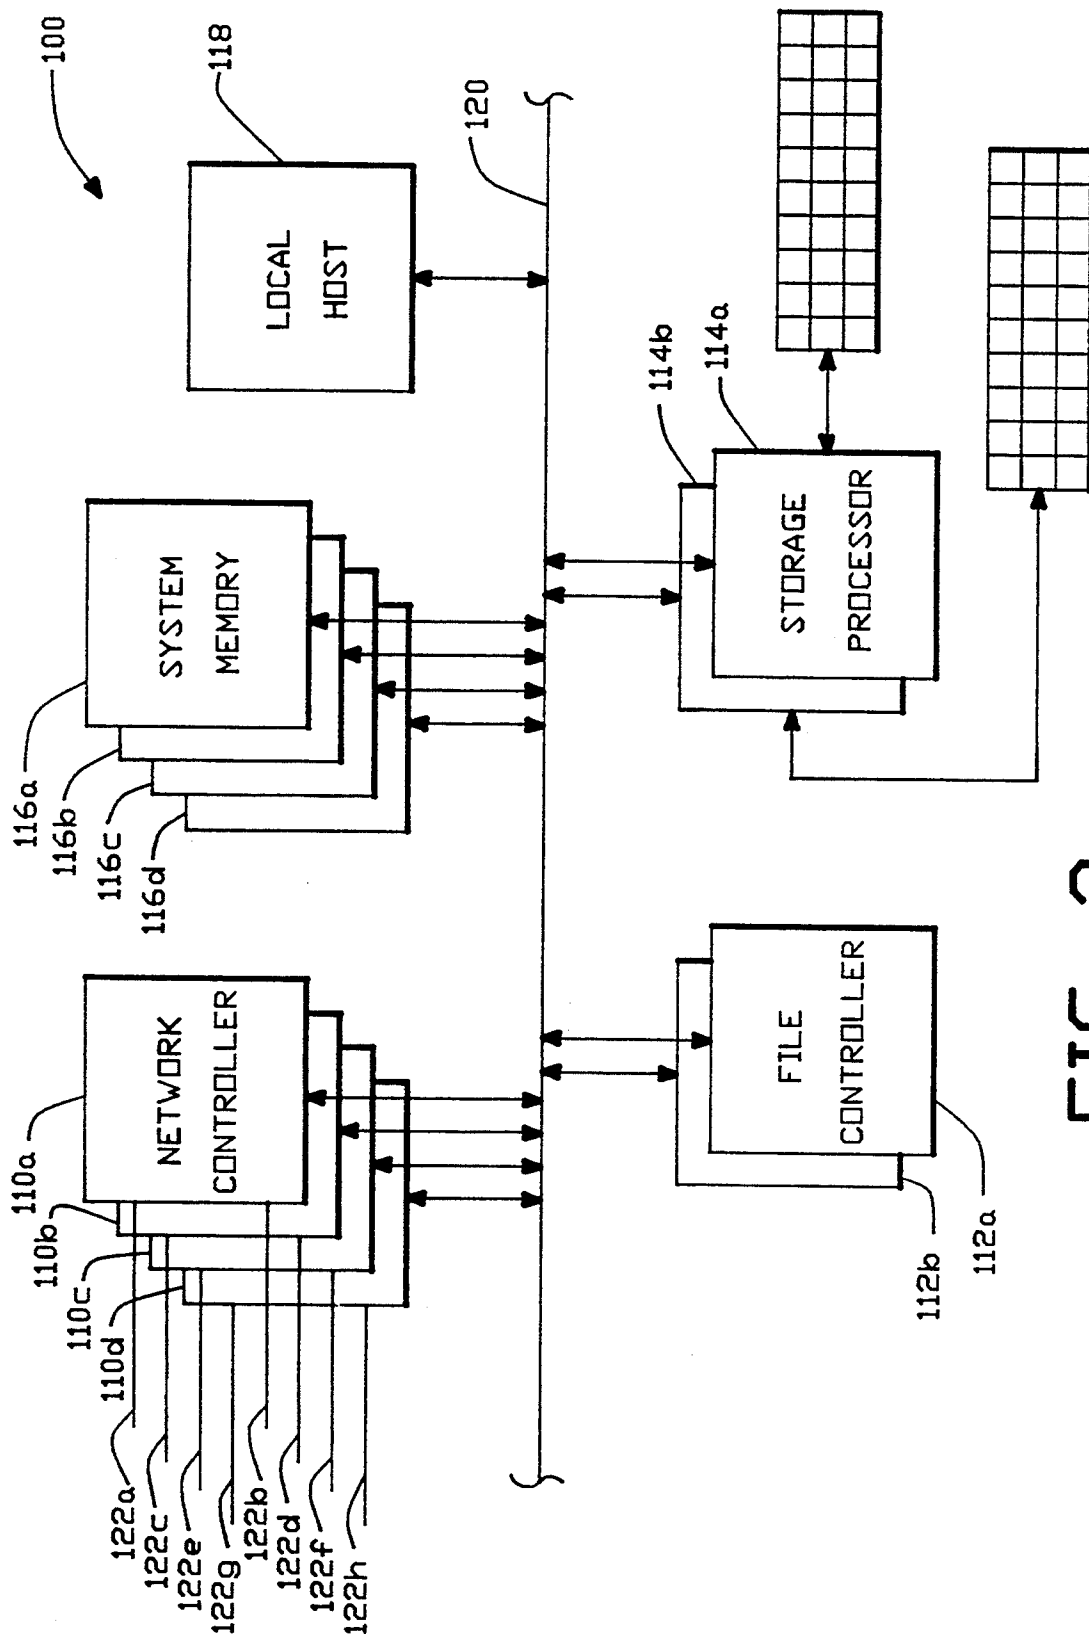 100
118
LOCAL
HOST
120
116a
116b
116c
116d
SYSTEM
MEMORY
110a
110b
110c
110d
NETWORK
CONTROLLER
122a
122c
122e
122g
122b
122d
122f
122h
114b
114a
STORAGE
PROCESSOR
FILE
CONTROLLER
112b
112a